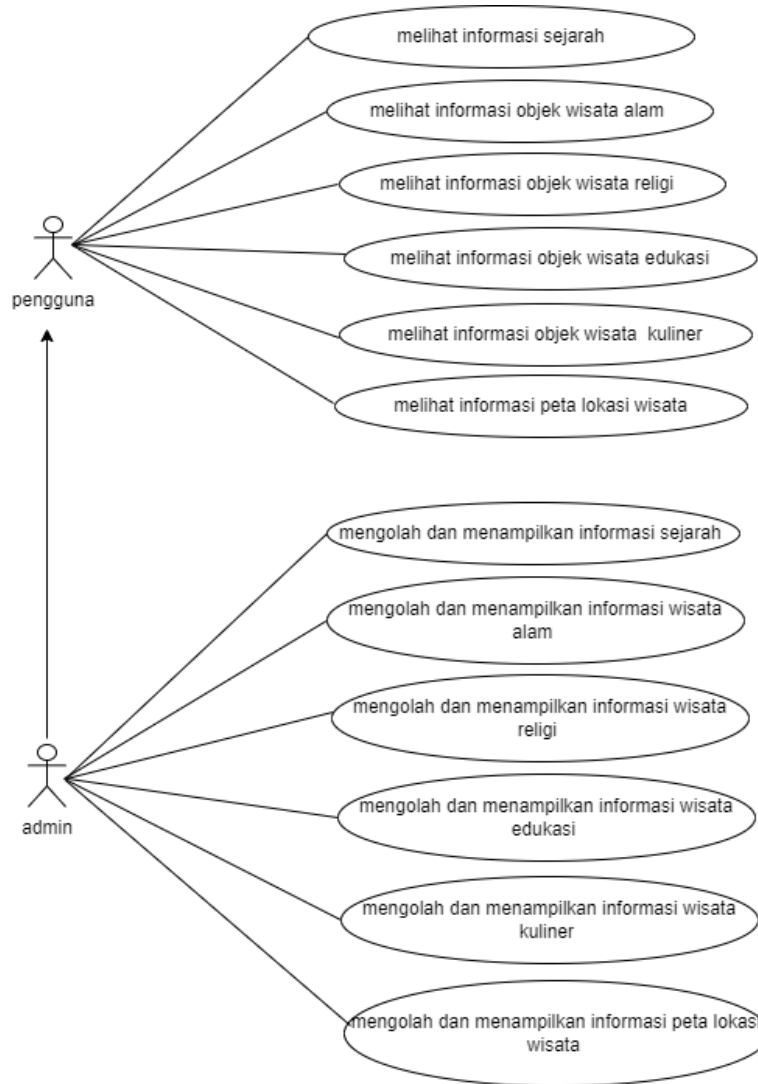 melihat informasi sejarah
melihat informasi objek wisata alam
melihat informasi objek wisata religi
melihat informasi objek wisata edukasi
pengguna
melihat informasi objek wisata  kuliner
melihat informasi peta lokasi wisata
mengolah dan menampilkan informasi sejarah
mengolah dan menampilkan informasi wisata
alam
mengolah dan menampilkan informasi wisata
religi
mengolah dan menampilkan informasi wisata
edukasi
admin
mengolah dan menampilkan informasi wisata
kuliner
mengolah dan menampilkan informasi peta lokasi
wisata